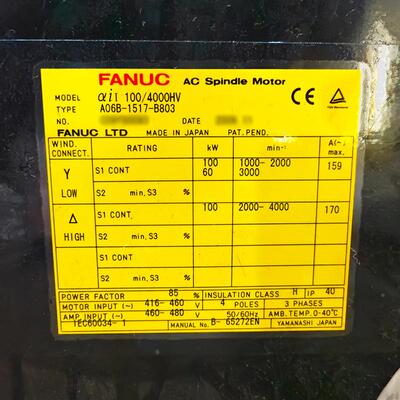 FANUC AC Spindle Motor
MODEL αiI 100/4000HV
TYPE A06B-1517-B803
NO. DATE
FANUC LTD MADE IN JAPAN PAT.PEND.
CE
WIND. CONNECT. RATING kW min-¹ A(~) max.
Y LOW S1 CONT 100 1000- 2000 159
60 3000
S2 min, S3 %
Δ HIGH S1 CONT. 100 2000- 4000 170
S2 min, S3 %
S1 CONT
S2 min, S3 %
POWER FACTOR 85 % INSULATION CLASS H IP 40
MOTOR INPUT (~) 416- 460 V 4 POLES 3 PHASES
AMP.INPUT (~) 460- 480 V 50/60Hz AMB.TEMP.0-40℃
IEC60034- 1 MANUAL No. B- 65272EN YAMANASHI JAPAN